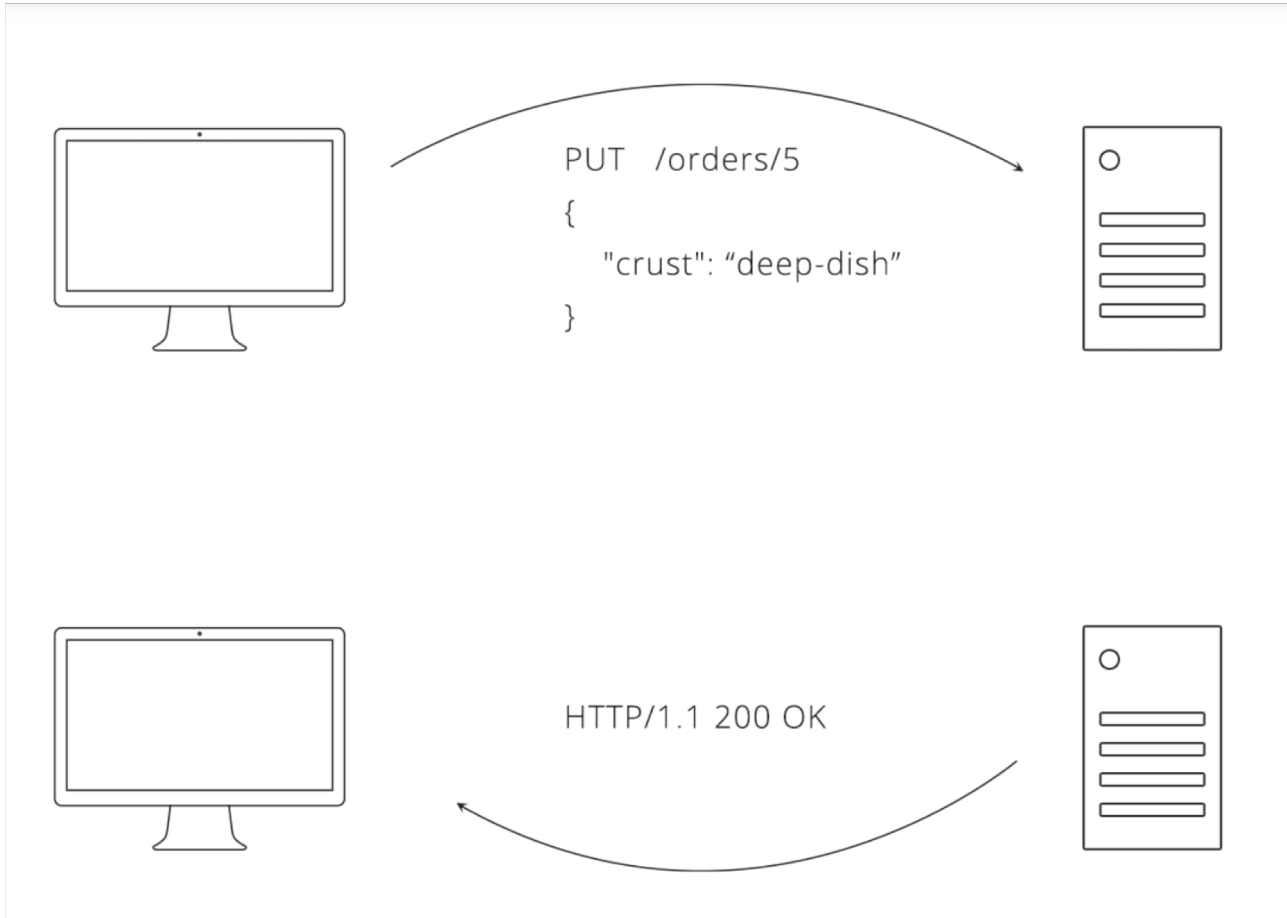 PUT /orders/5
{
"crust": “deep-dish”
}
HTTP/1.1 200 OK